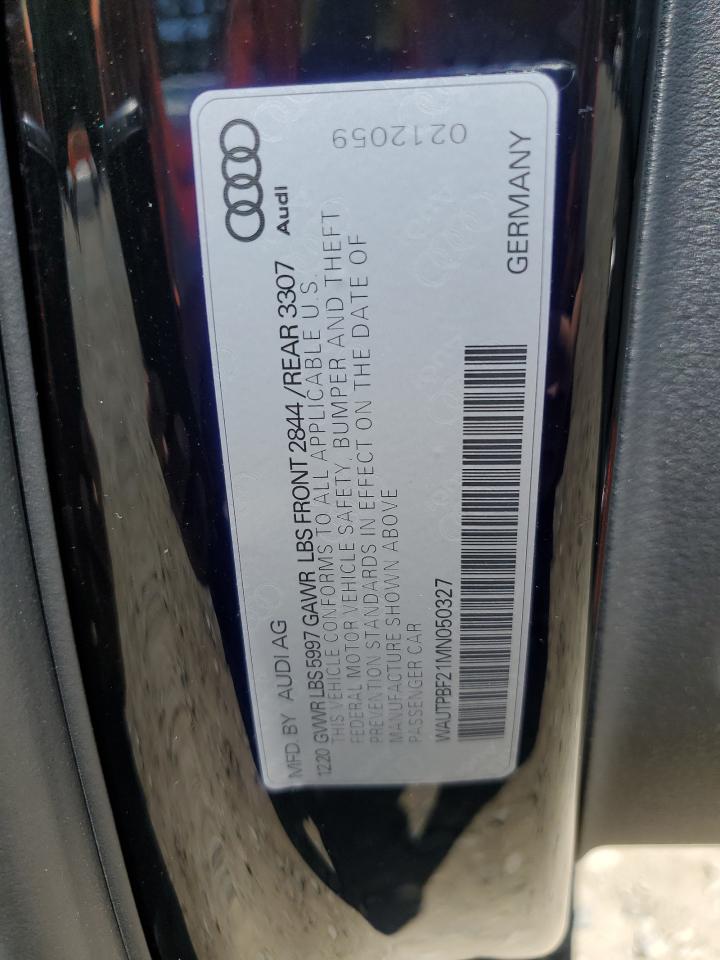 MFD. BY AUDI AG
Audi
12.20 GVWR LBS 5997 GAWR LBS FRONT 2844 / REAR 3307
THIS VEHICLE CONFORMS TO ALL APPLICABLE U.S.
FEDERAL MOTOR VEHICLE SAFETY, BUMPER AND THEFT
PREVENTION STANDARDS IN EFFECT ON THE DATE OF
MANUFACTURE SHOWN ABOVE
PASSENGER CAR
WAUTPBF21MN050327
GERMANY
0212059